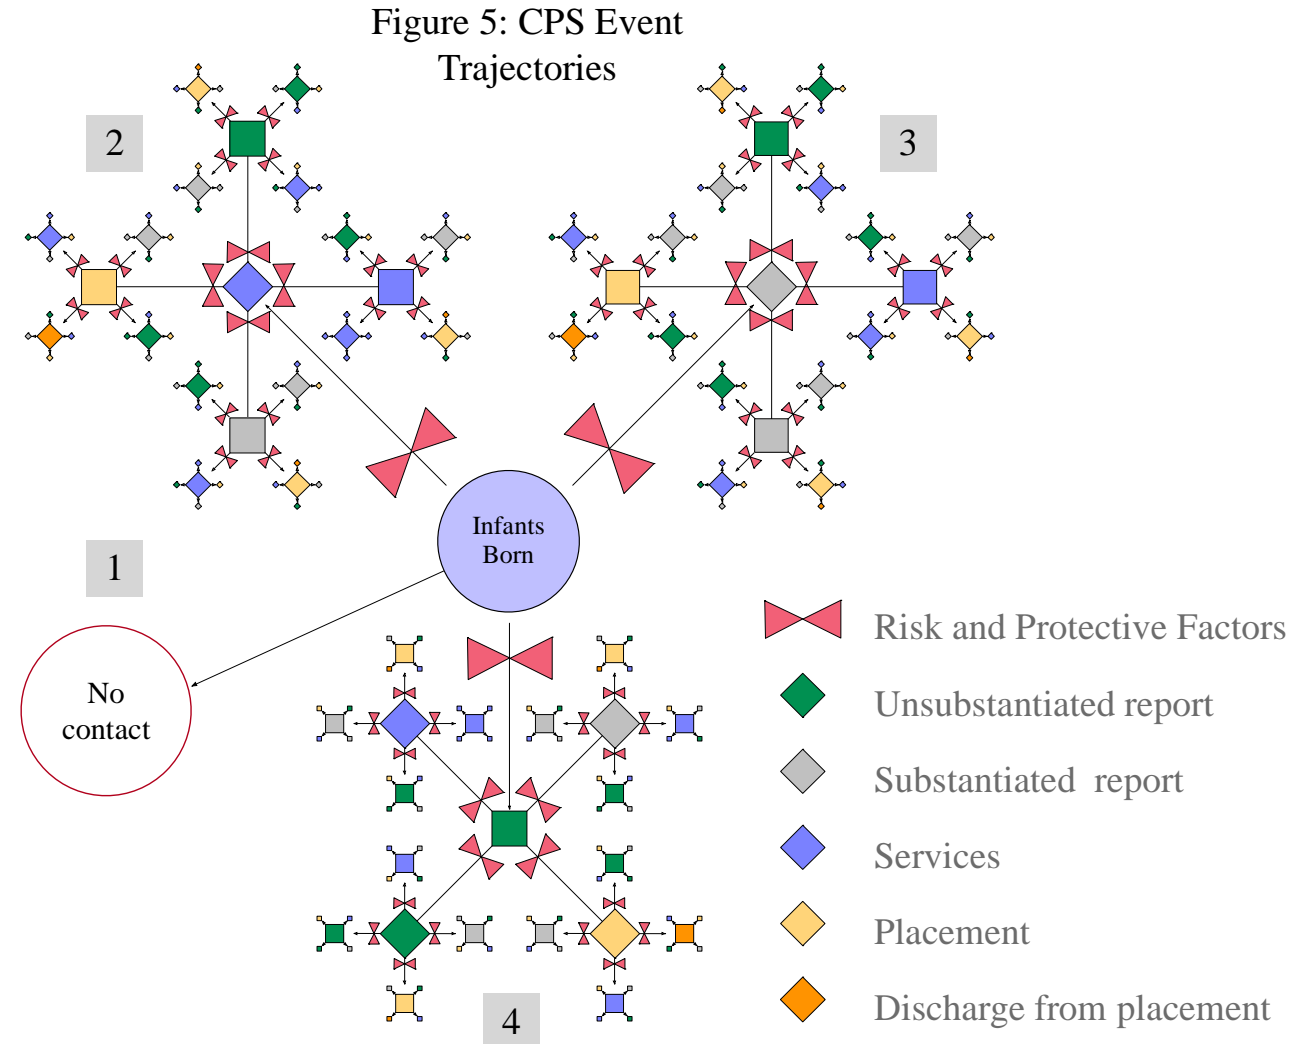 Figure 5: CPS Event
Trajectories
2
3
Infants
Born
1
No
contact
4
Risk and Protective Factors
Unsubstantiated report
Substantiated  report
Services
Placement
Discharge from placement